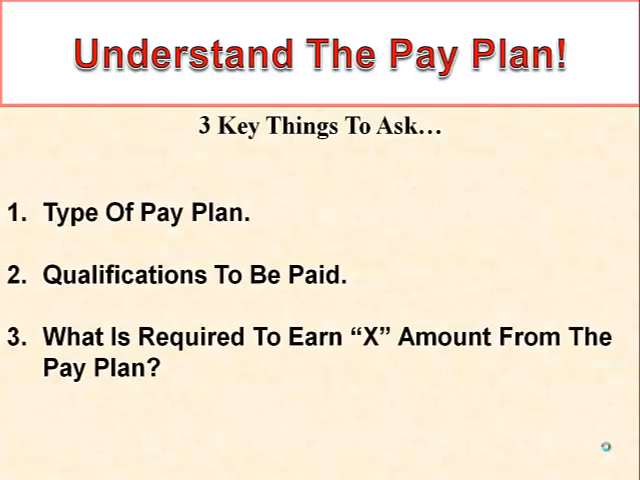 Understand The Pay Plan!
3 Key Things To Ask…
1. Type Of Pay Plan.
2. Qualifications To Be Paid.
3. What Is Required To Earn “X” Amount From The
Pay Plan?